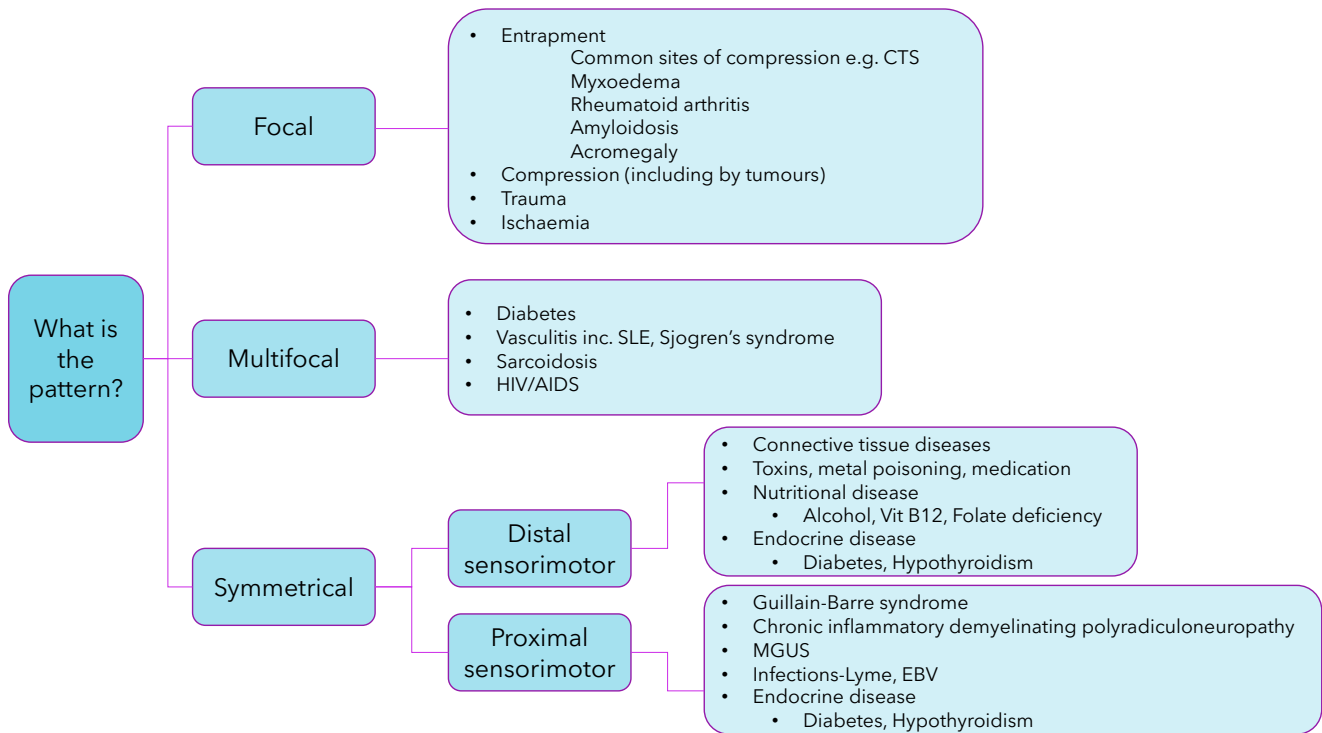 What is
the
pattern?
Focal
• Entrapment
Common sites of compression e.g. CTS
Myxoedema
Rheumatoid arthritis
Amyloidosis
Acromegaly
• Compression (including by tumours)
• Trauma
• Ischaemia
Multifocal
• Diabetes
• Vasculitis inc. SLE, Sjogren’s syndrome
• Sarcoidosis
• HIV/AIDS
Symmetrical
Distal
sensorimotor
• Connective tissue diseases
• Toxins, metal poisoning, medication
• Nutritional disease
• Alcohol, Vit B12, Folate deficiency
• Endocrine disease
• Diabetes, Hypothyroidism
Proximal
sensorimotor
• Guillain-Barre syndrome
• Chronic inflammatory demyelinating polyradiculoneuropathy
• MGUS
• Infections-Lyme, EBV
• Endocrine disease
• Diabetes, Hypothyroidism